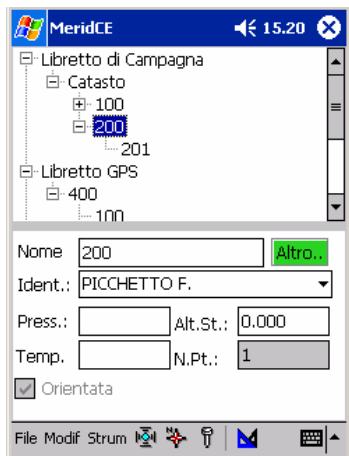 MeridCE 15.20
Libretto di Campagna
Catasto
100
200
201
Libretto GPS
400
100
Nome 200 Altro..
Ident.: PICCHETTO F.
Press.: Alt.St.: 0.000
Temp. N.Pt.: 1
Orientata
File Modif Strum